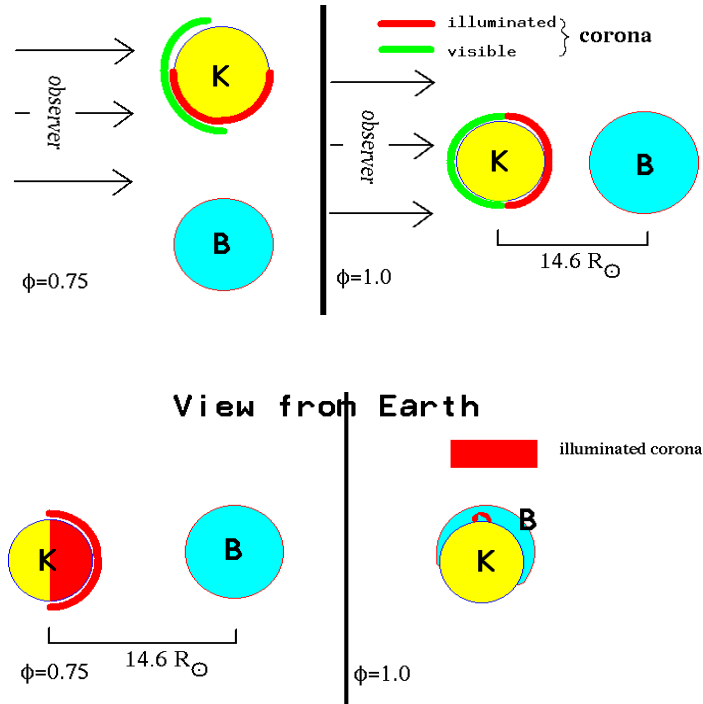 observer
K
B
ϕ=0.75
illuminated
visible
corona
observer
K
B
14.6 R☉
ϕ=1.0
View from Earth
illuminated corona
K
B
14.6 R☉
ϕ=0.75
B
K
ϕ=1.0